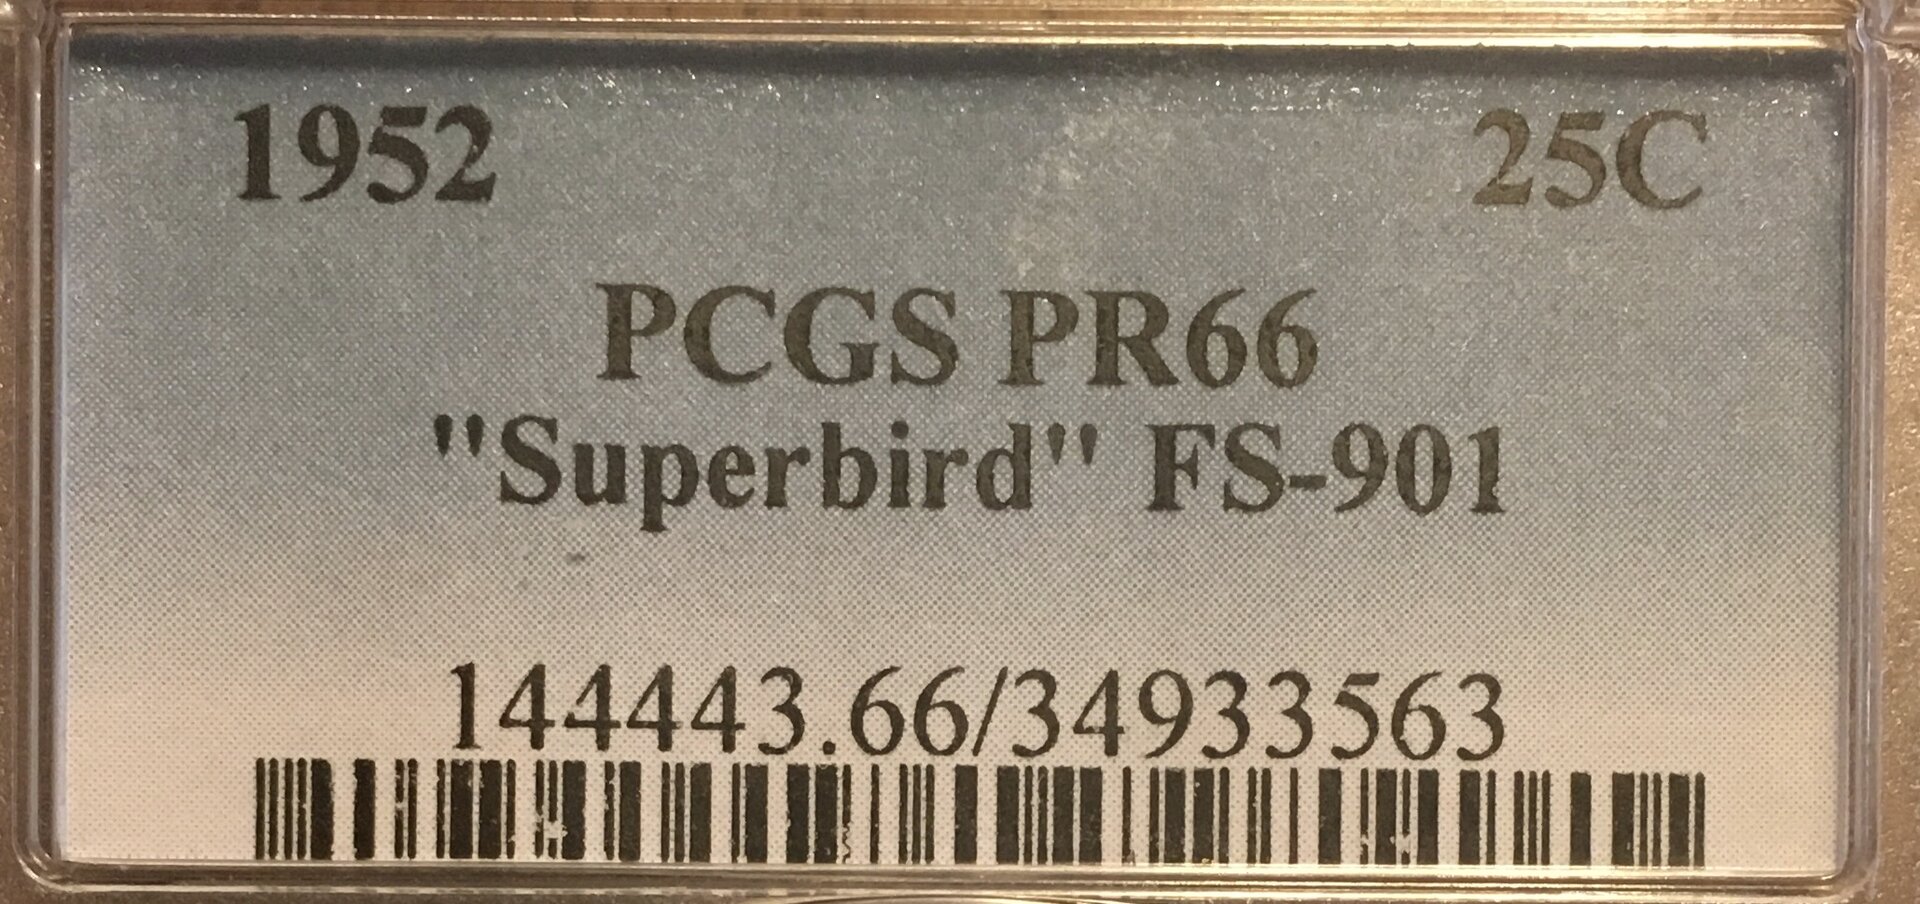 1952 25C
PCGS PR66
"Superbird" FS-901
144443.66/34933563